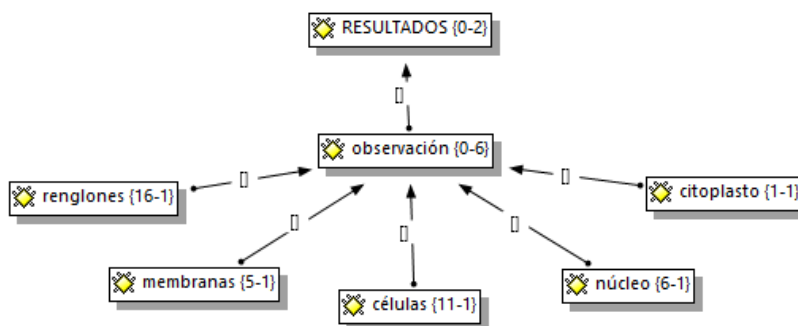 RESULTADOS {0-2}
[]
observación {0-6}
[]
[]
renglones {16-1}
citoplasto {1-1}
[]
[]
[]
membranas {5-1}
núcleo {6-1}
células {11-1}